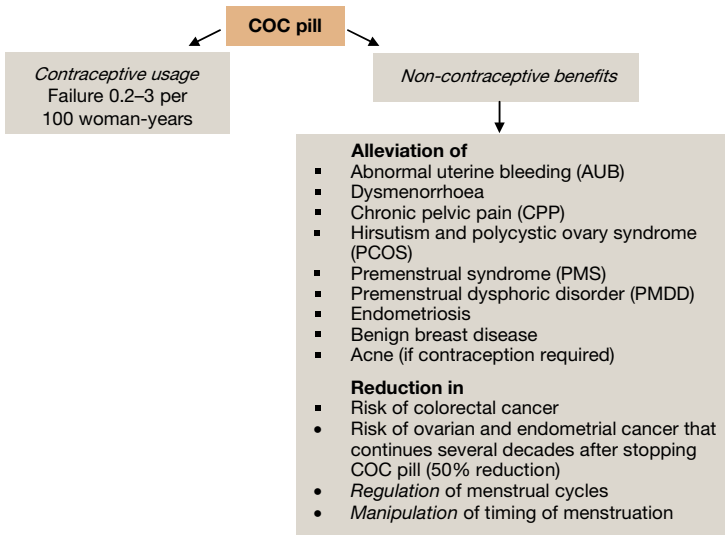 COC pill
Contraceptive usage
Failure 0.2–3 per
100 woman-years
Non-contraceptive benefits
Alleviation of
▪ Abnormal uterine bleeding (AUB)
▪ Dysmenorrhoea
▪ Chronic pelvic pain (CPP)
▪ Hirsutism and polycystic ovary syndrome
(PCOS)
▪ Premenstrual syndrome (PMS)
▪ Premenstrual dysphoric disorder (PMDD)
▪ Endometriosis
▪ Benign breast disease
▪ Acne (if contraception required)
Reduction in
▪ Risk of colorectal cancer
• Risk of ovarian and endometrial cancer that
continues several decades after stopping
COC pill (50% reduction)
• Regulation of menstrual cycles
• Manipulation of timing of menstruation